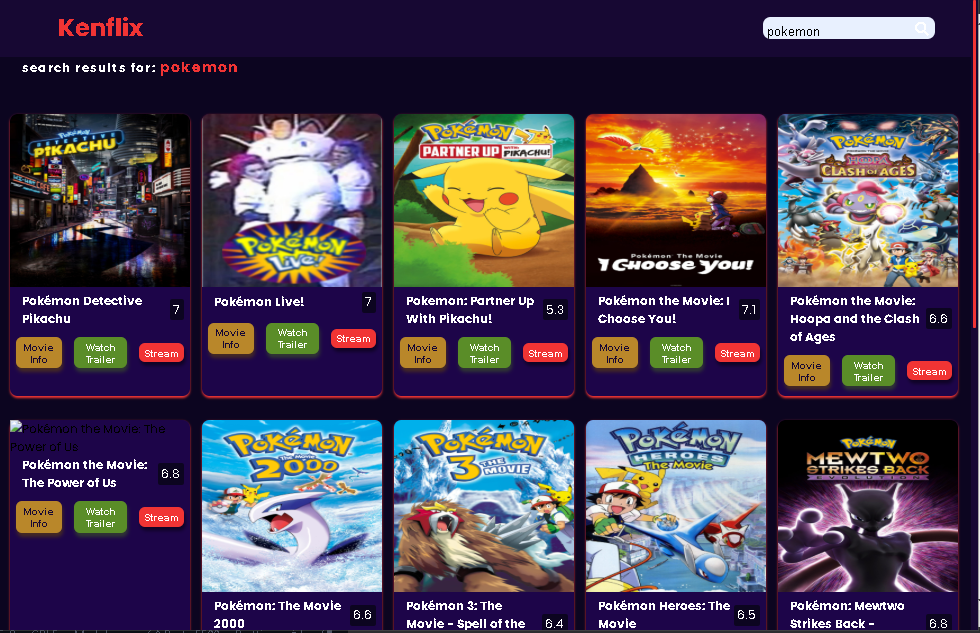 Kenflix
pokemon
search results for: pokemon
POKÉMON
DETECTIVE
PIKACHU
Pokémon
Live!
POKÉMON
PARTNER UP WITH PIKACHU!
Pokémon The Movie
I CHOOSE YOU!
POKÉMON
HOOPA
CLASH OF AGES
Pokémon Detective
Pikachu
7
Movie
Info
Watch
Trailer
Stream
Pokémon Live!
7
Movie
Info
Watch
Trailer
Stream
Pokemon: Partner Up
With Pikachu!
5.3
Movie
Info
Watch
Trailer
Stream
Pokémon the Movie: I
Choose You!
7.1
Movie
Info
Watch
Trailer
Stream
Pokémon the Movie:
Hoopa and the Clash
of Ages
6.6
Movie
Info
Watch
Trailer
Stream
Pokémon the Movie: The
Power of Us
Pokémon the Movie:
The Power of Us
6.8
Movie
Info
Watch
Trailer
Stream
POKÉMON
The Movie
2000
POKÉMON
3 THE
MOVIE
POKÉMON
HEROES
The Movie
POKÉMON
MEWTWO
STRIKES BACK
EVOLUTION
Pokémon: The Movie
2000
6.6
Pokémon 3: The
Movie - Spell of the
6.4
Pokémon Heroes: The
Movie
6.5
Pokémon: Mewtwo
Strikes Back -
6.8